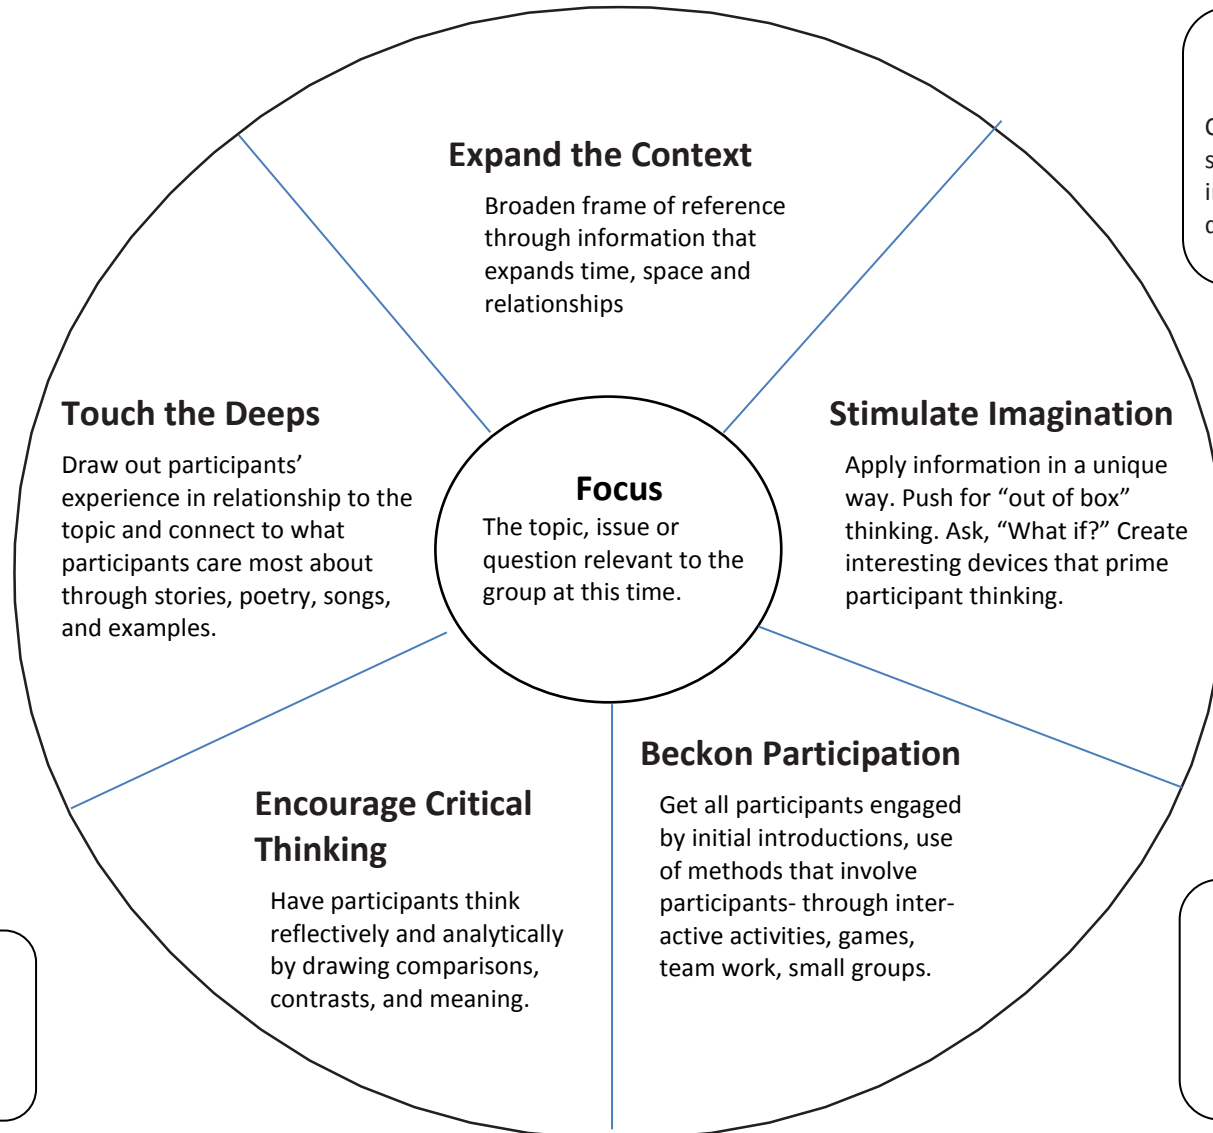 Expand the Context
Broaden frame of reference
through information that
expands time, space and
relationships
Touch the Deeps
Draw out participants’
experience in relationship to the
topic and connect to what
participants care most about
through stories, poetry, songs,
and examples.
Focus
The topic, issue or
question relevant to the
group at this time.
Stimulate Imagination
Apply information in a unique
way. Push for “out of box”
thinking. Ask, “What if?” Create
interesting devices that prime
participant thinking.
Encourage Critical
Thinking
Have participants think
reflectively and analytically
by drawing comparisons,
contrasts, and meaning.
Beckon Participation
Get all participants engaged
by initial introductions, use
of methods that involve
participants- through inter-
active activities, games,
team work, small groups.